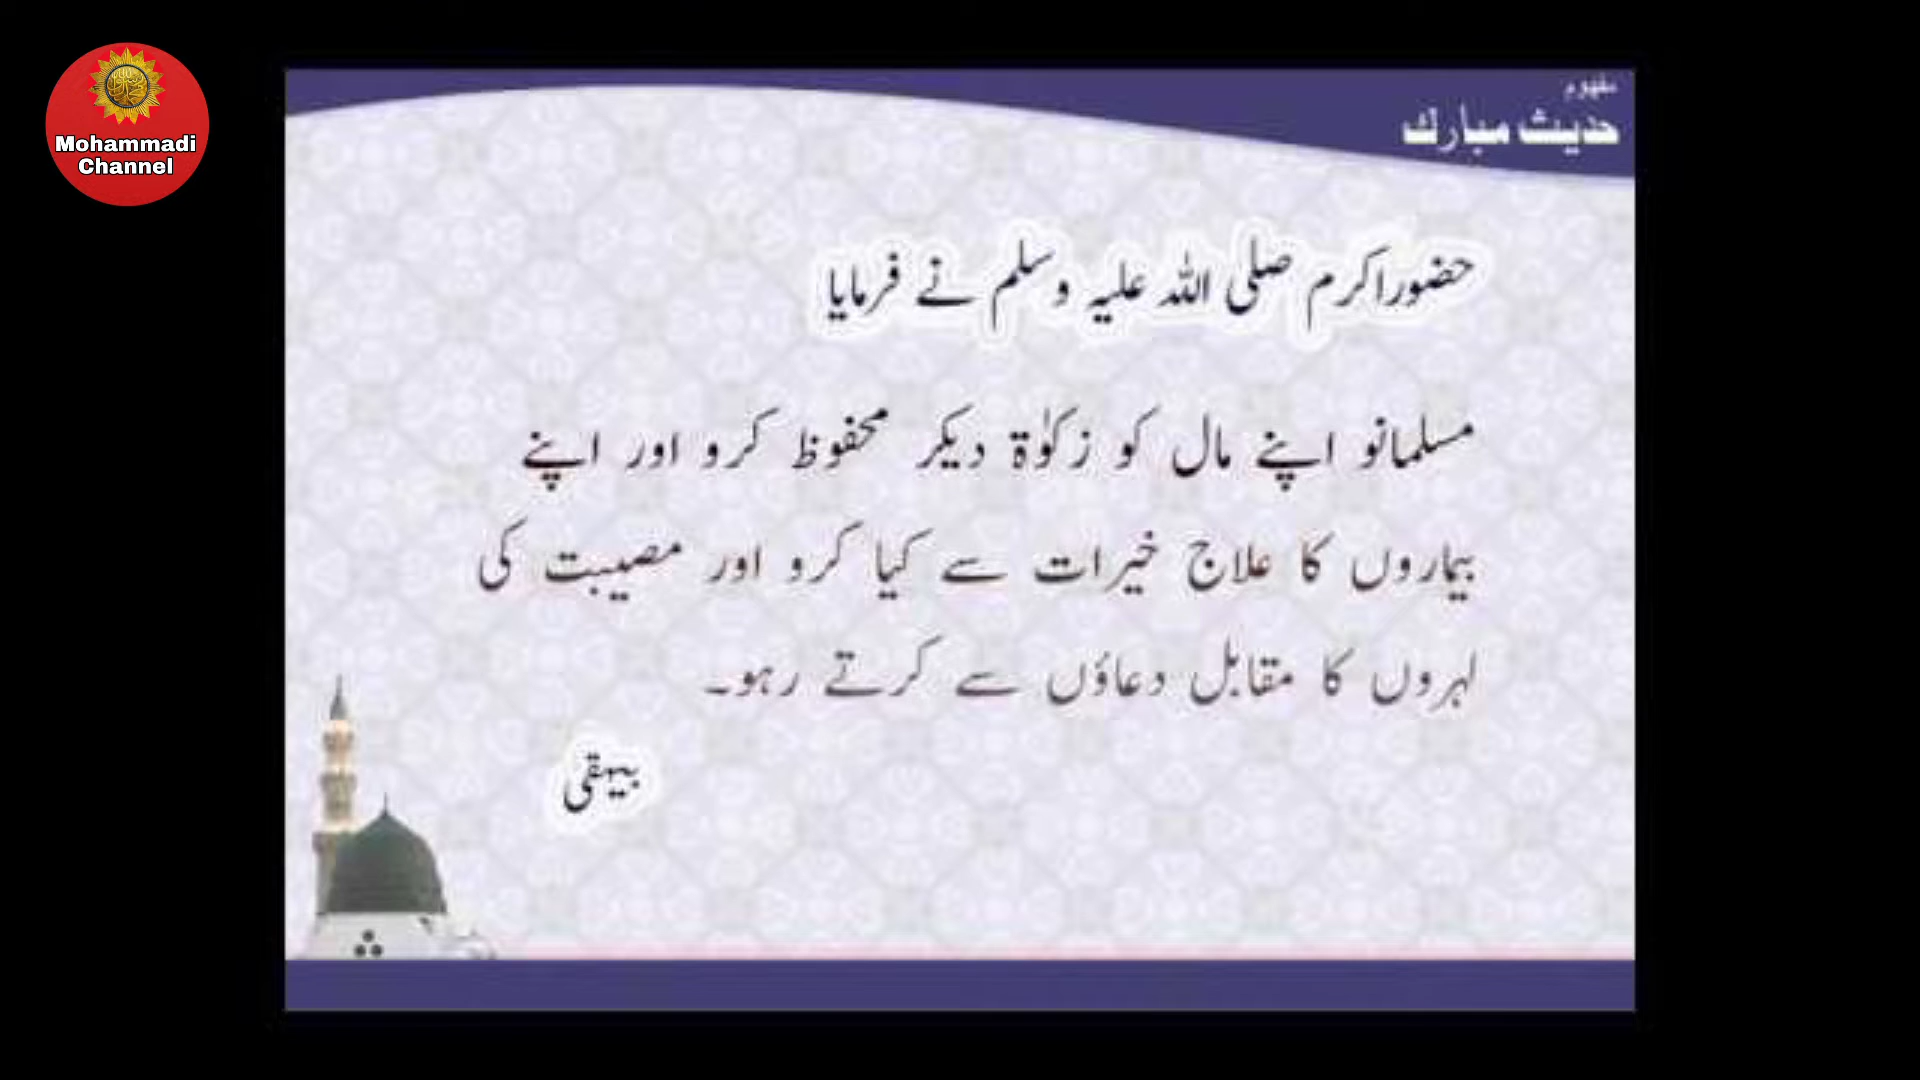 Mohammadi
Channel
مفہوم
حدیث مبارک
حضور اکرم صلی اللہ علیہ وسلم نے فرمایا
مسلمانو اپنے مال کو زکوٰۃ دیکر محفوظ کرو اور اپنے
بیماروں کا علاج خیرات سے کیا کرو اور مصیبت کی
لہروں کا مقابل دعاؤں سے کرتے رہو۔
بیہقی